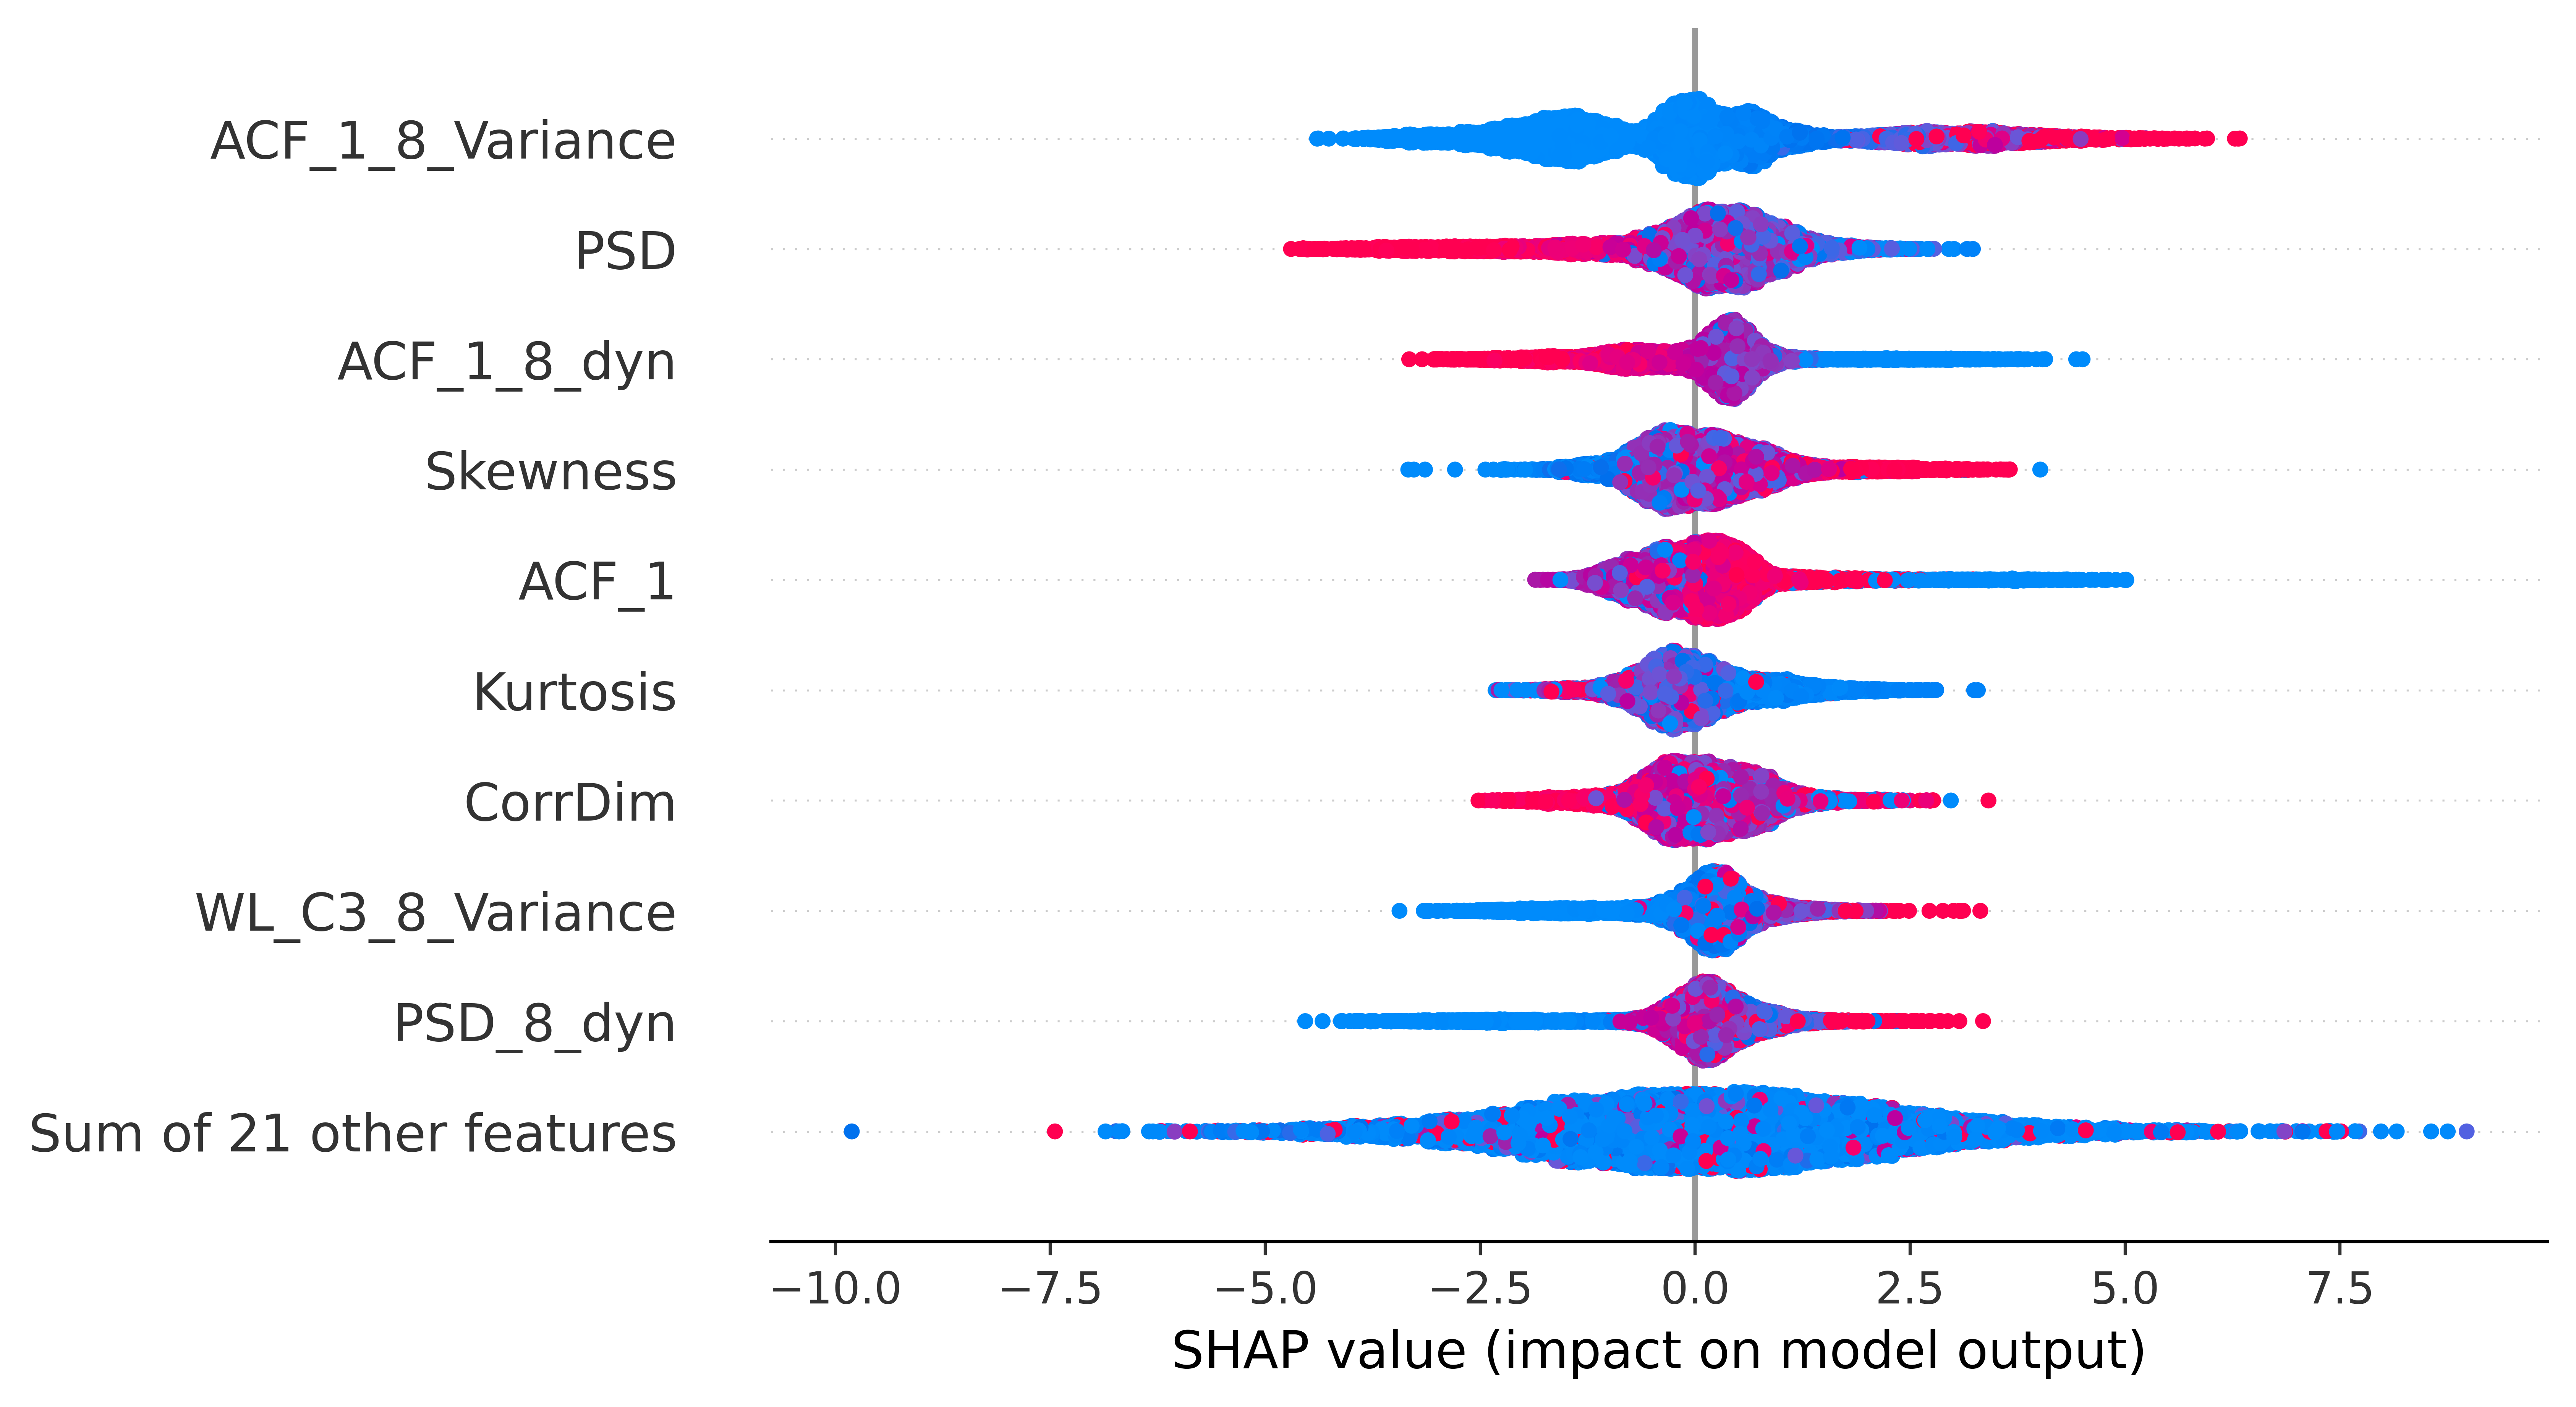 ACF_1_8_Variance
PSD
ACF_1_8_dyn
Skewness
ACF_1
Kurtosis
CorrDim
WL_C3_8_Variance
PSD_8_dyn
Sum of 21 other features
−10.0 −7.5 −5.0 −2.5 0.0 2.5 5.0 7.5
SHAP value (impact on model output)